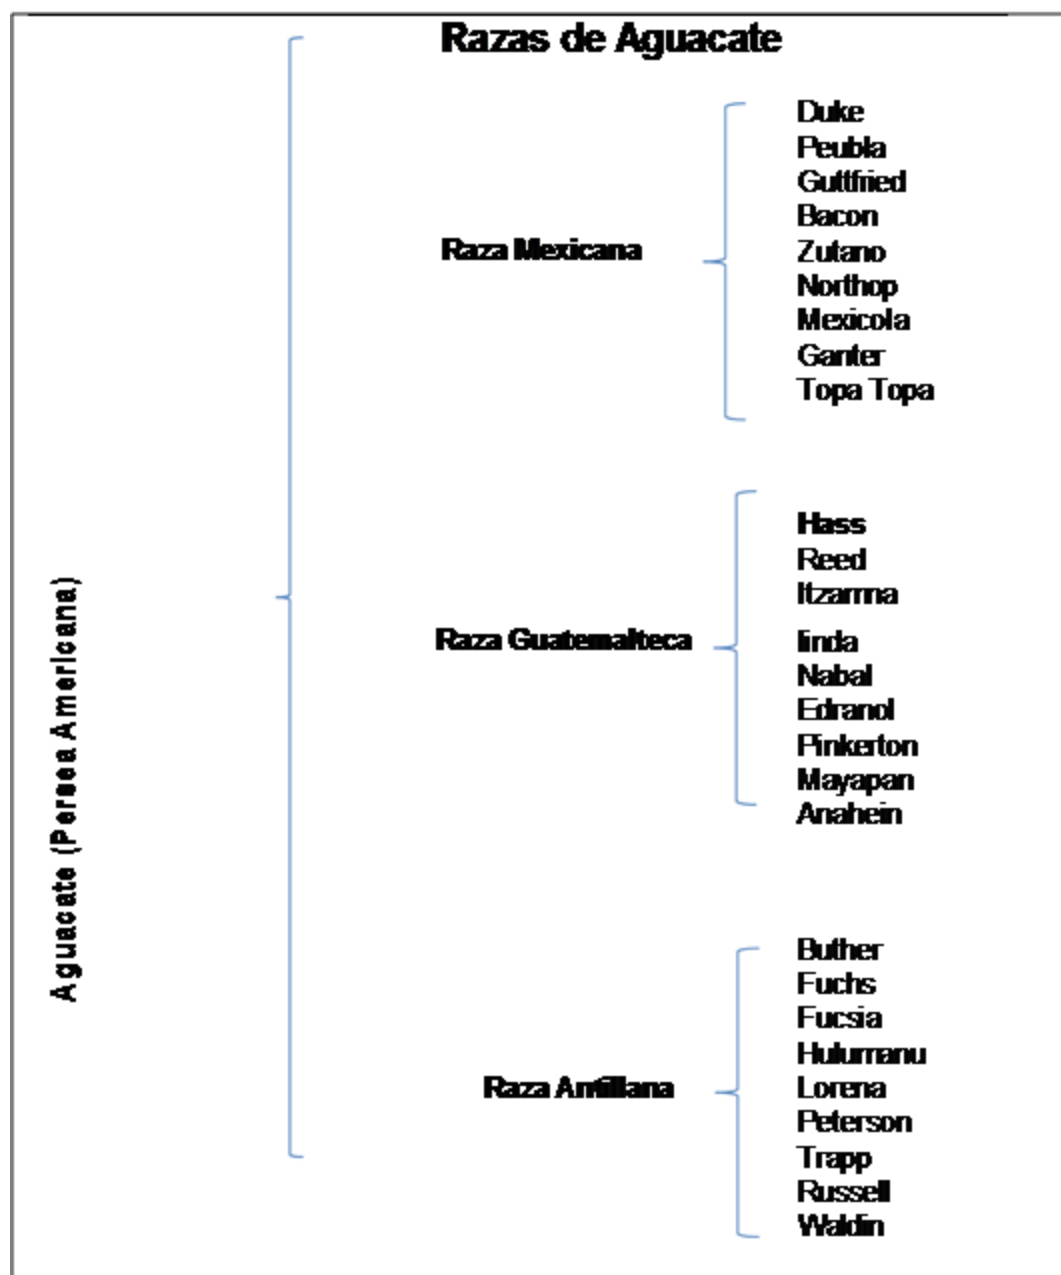 Razas de Aguacate
Aguacate (Persea Americana)
Raza Mexicana
Duke
Peubla
Guttfried
Bacon
Zutano
Northop
Mexicola
Ganter
Topa Topa
Raza Guatemalteca
Hass
Reed
Itzamna
linda
Nabal
Edranol
Pinkerton
Mayapan
Anahein
Raza Antillana
Buther
Fuchs
Fucsia
Hulumanu
Lorena
Peterson
Trapp
Russell
Waldin